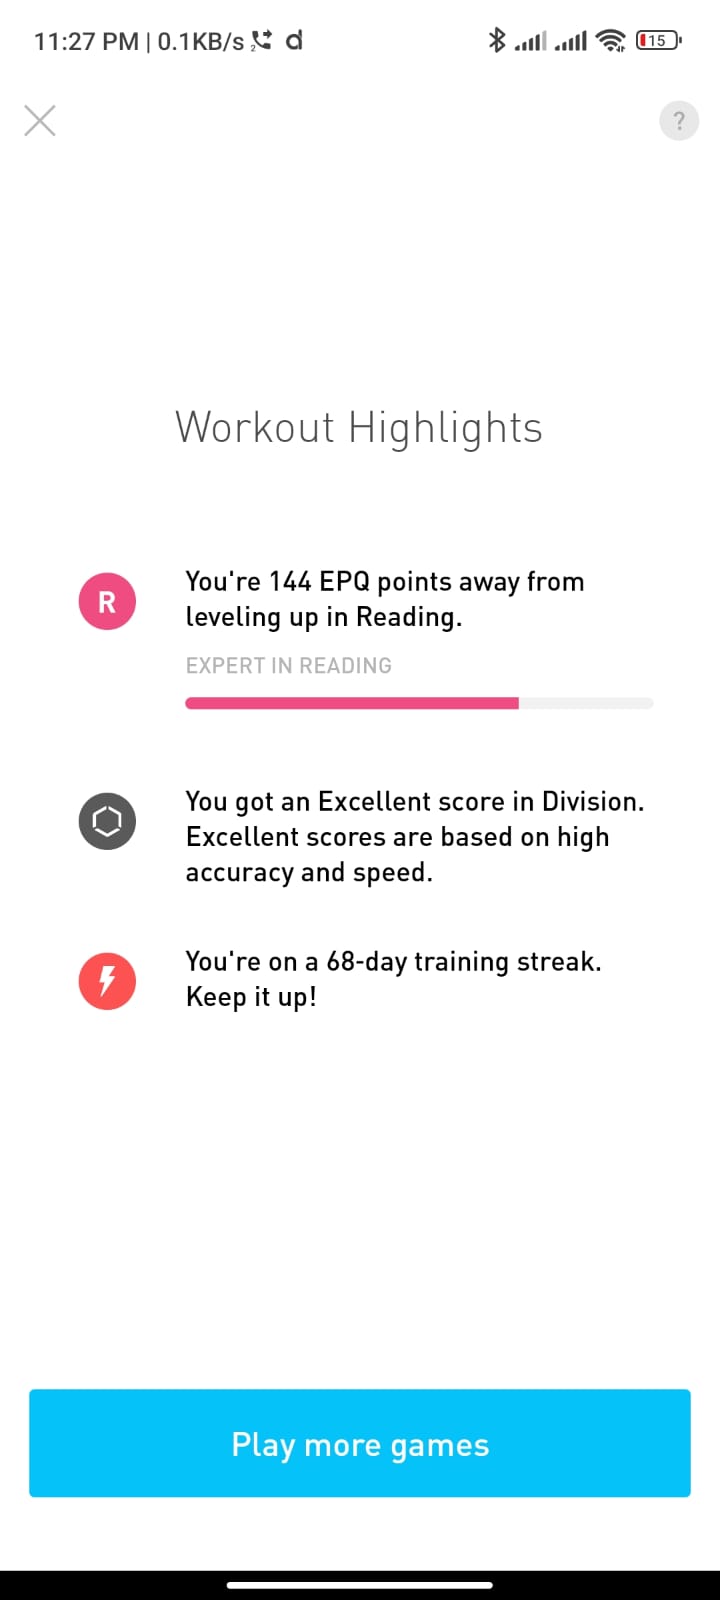 11:27 PM | 0.1KB/s 2 d 15
?
Workout Highlights
R
You're 144 EPQ points away from
leveling up in Reading.
EXPERT IN READING
You got an Excellent score in Division.
Excellent scores are based on high
accuracy and speed.
You're on a 68-day training streak.
Keep it up!
Play more games